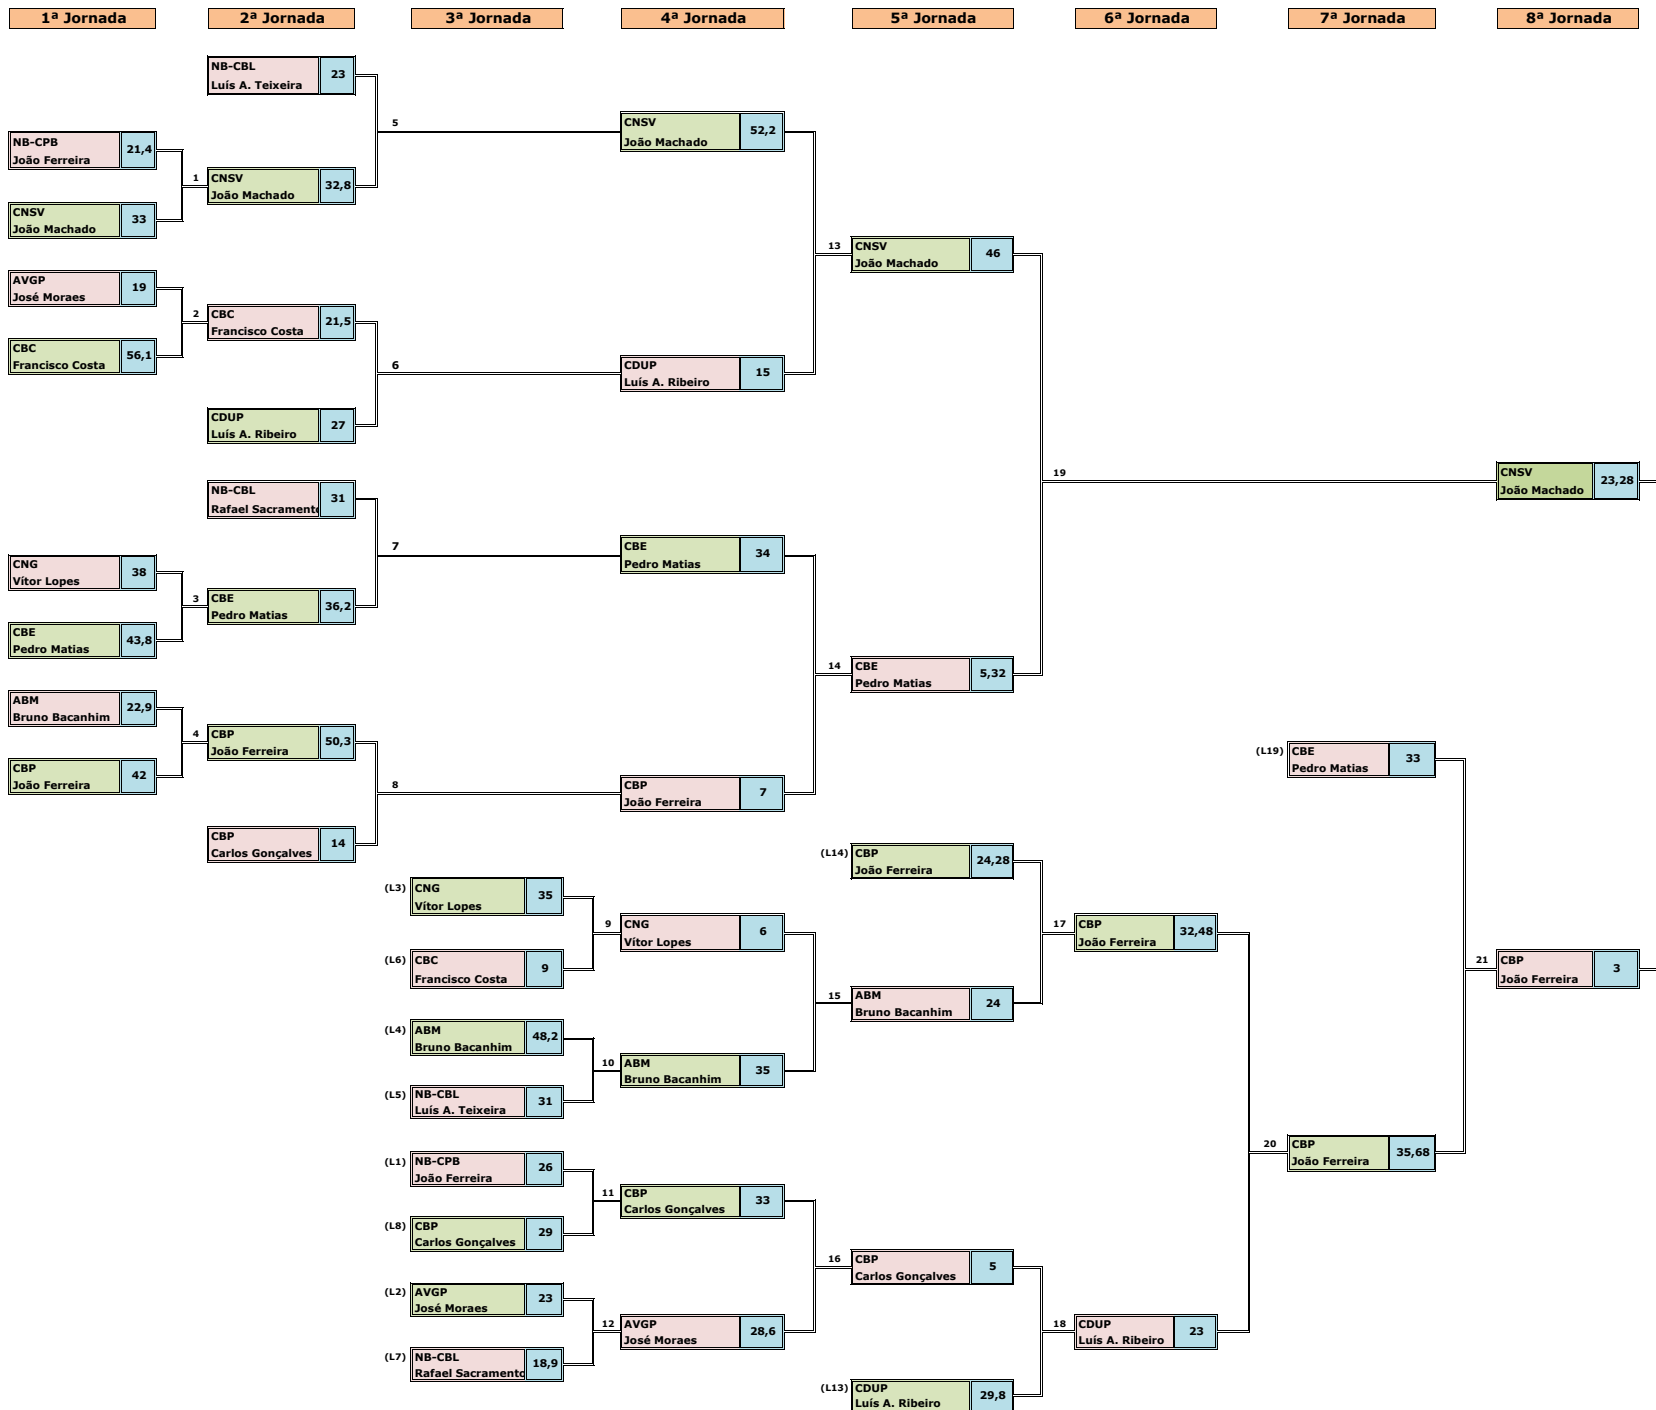 1ª Jornada
2ª Jornada
3ª Jornada
4ª Jornada
5ª Jornada
6ª Jornada
7ª Jornada
8ª Jornada
NB-CPB
João Ferreira
21,4
1
CNSV
João Machado
33
AVGP
José Moraes
19
2
CBC
Francisco Costa
56,1
CNG
Vítor Lopes
38
3
CBE
Pedro Matias
43,8
ABM
Bruno Bacanhim
22,9
4
CBP
João Ferreira
42
NB-CBL
Luís A. Teixeira
23
5
CNSV
João Machado
32,8
CBC
Francisco Costa
21,5
6
CDUP
Luís A. Ribeiro
27
NB-CBL
Rafael Sacramento
31
7
CBE
Pedro Matias
36,2
CBP
João Ferreira
50,3
8
CBP
Carlos Gonçalves
14
(L3)
CNG
Vítor Lopes
35
9
(L6)
CBC
Francisco Costa
9
(L4)
ABM
Bruno Bacanhim
48,2
10
(L5)
NB-CBL
Luís A. Teixeira
31
(L1)
NB-CPB
João Ferreira
26
11
(L8)
CBP
Carlos Gonçalves
29
(L2)
AVGP
José Moraes
23
12
(L7)
NB-CBL
Rafael Sacramento
18,9
CNSV
João Machado
52,2
13
CDUP
Luís A. Ribeiro
15
CBE
Pedro Matias
34
14
CBP
João Ferreira
7
CNG
Vítor Lopes
6
15
ABM
Bruno Bacanhim
35
CBP
Carlos Gonçalves
33
16
AVGP
José Moraes
28,6
CNSV
João Machado
46
19
CBE
Pedro Matias
5,32
(L14)
CBP
João Ferreira
24,28
17
ABM
Bruno Bacanhim
24
CBP
Carlos Gonçalves
5
18
(L13)
CDUP
Luís A. Ribeiro
29,8
CBP
João Ferreira
32,48
20
CDUP
Luís A. Ribeiro
23
(L19)
CBE
Pedro Matias
33
21
CBP
João Ferreira
35,68
CNSV
João Machado
23,28
CBP
João Ferreira
3